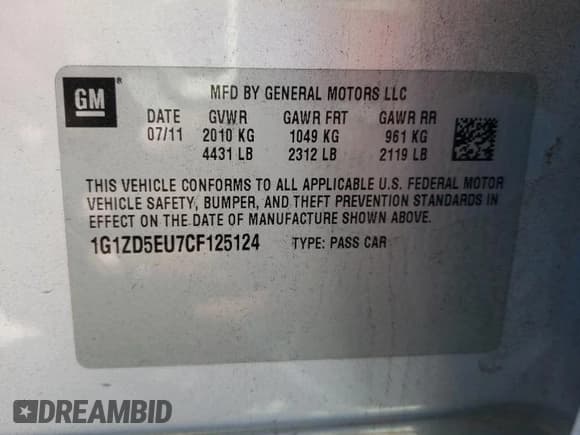 GM®
MFD BY GENERAL MOTORS LLC
DATE GVWR GAWR FRT GAWR RR
07/11 2010 KG 1049 KG 961 KG
4431 LB 2312 LB 2119 LB
THIS VEHICLE CONFORMS TO ALL APPLICABLE U.S. FEDERAL MOTOR
VEHICLE SAFETY, BUMPER, AND THEFT PREVENTION STANDARDS IN
EFFECT ON THE DATE OF MANUFACTURE SHOWN ABOVE.
1G1ZD5EU7CF125124 TYPE: PASS CAR
DREAMBID